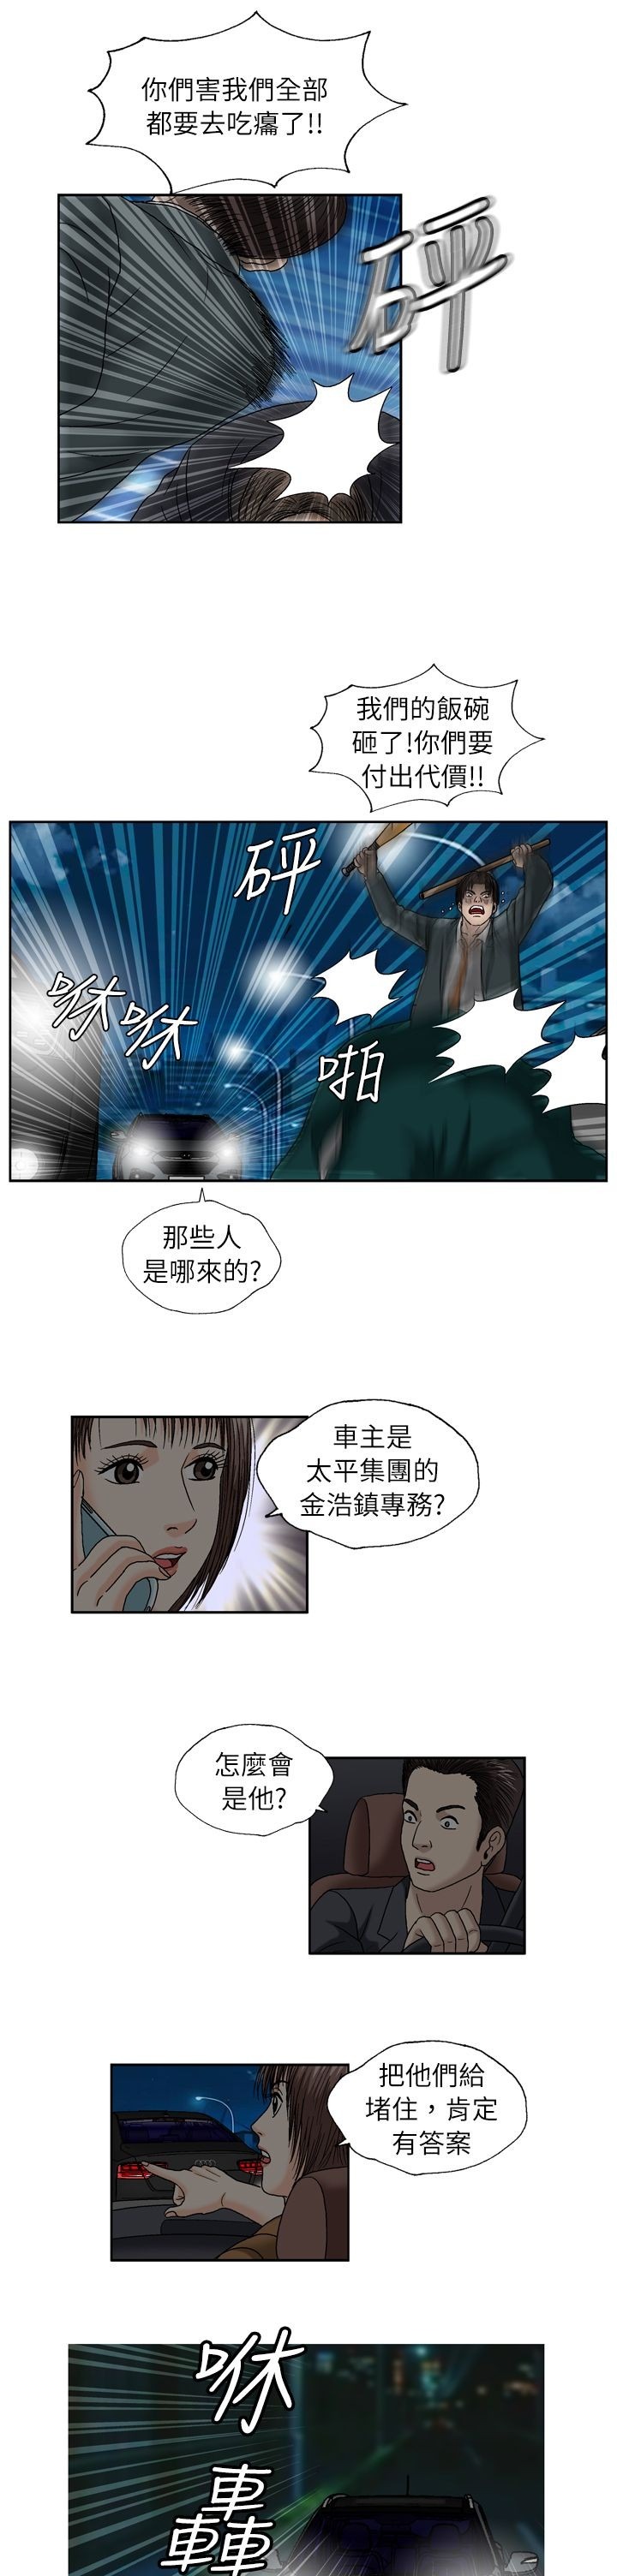 你們害我們全部
都要去吃癟了!!
砰
我們的飯碗
砸了!你們要
付出代價!!
砰
咻咻
啪
那些人
是哪來的?
車主是
太平集團的
金浩鎮專務?
怎麼會
是他?
把他們給
堵住，肯定
有答案
咻
轟